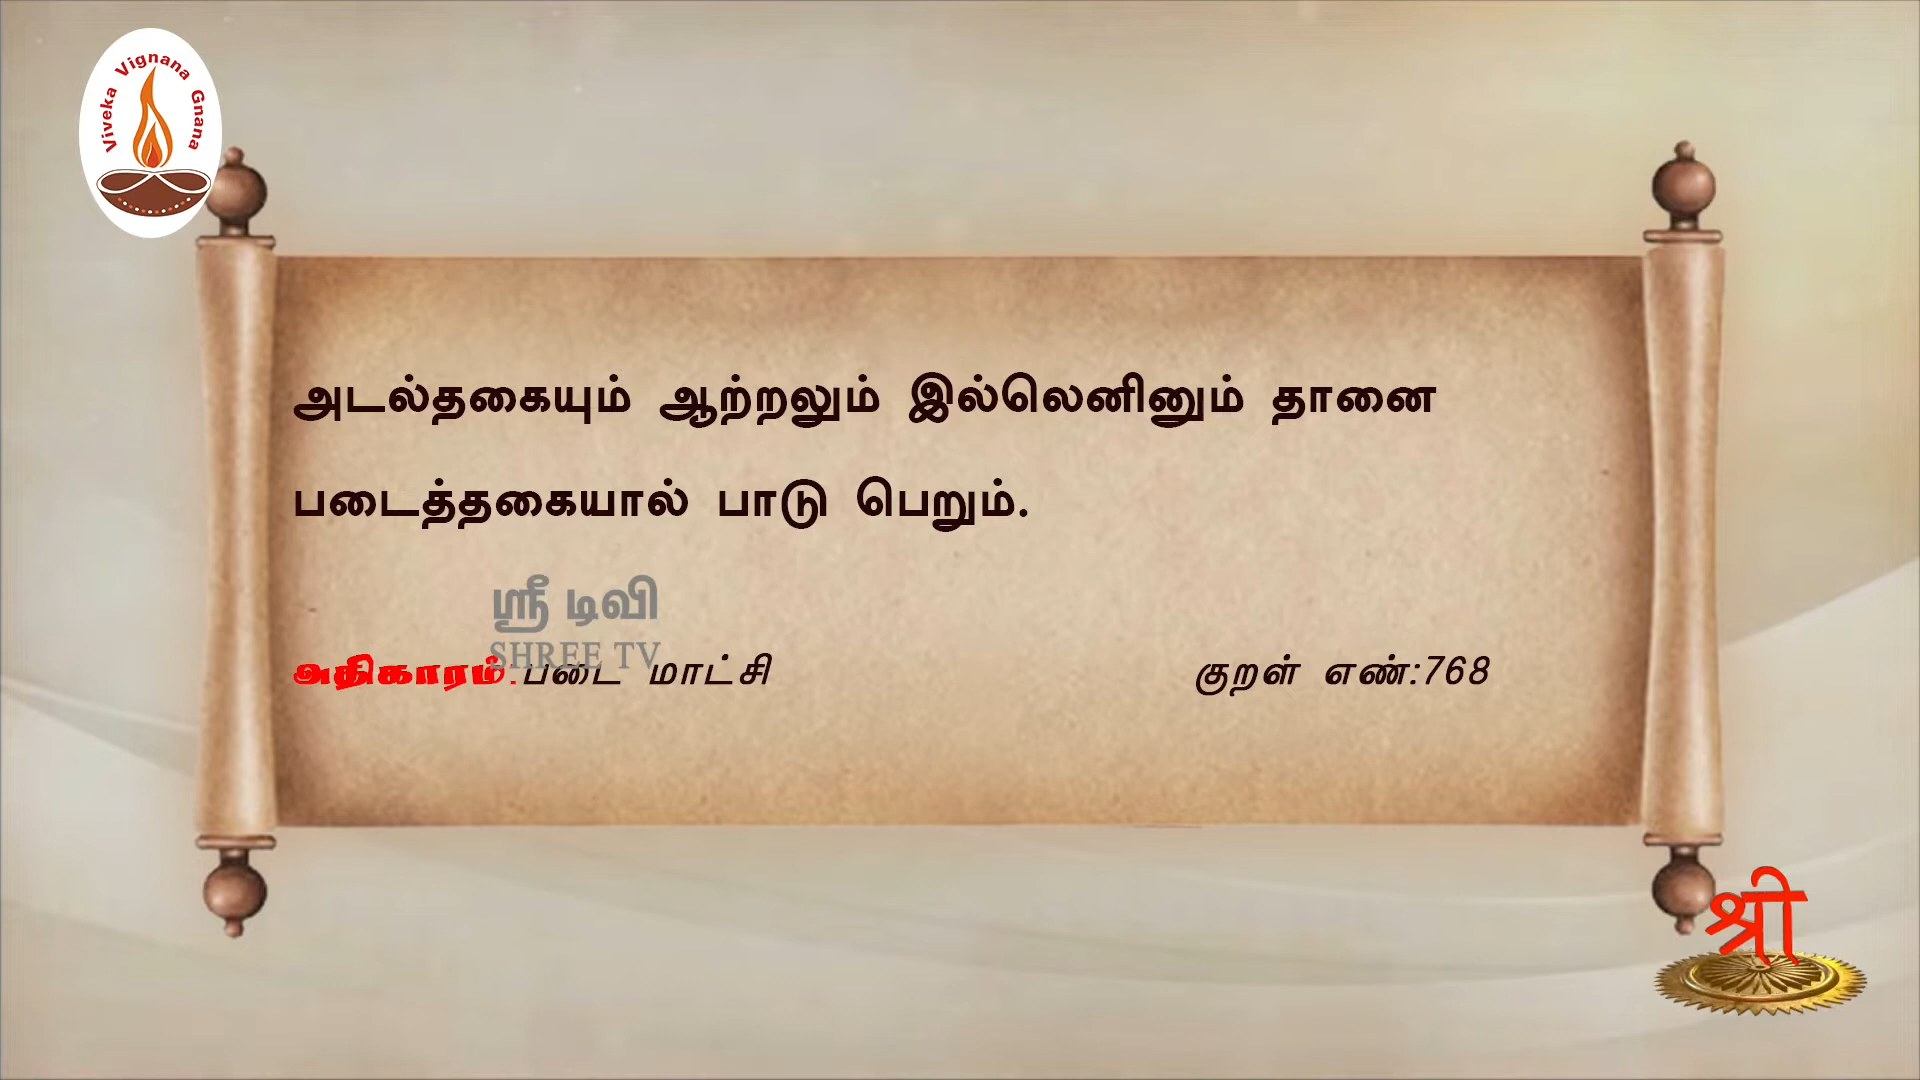 Viveka Vignana Gnana
அடல்தகையும் ஆற்றலும் இல்லெனினும் தானை
படைத்தகையால் பாடு பெறும்.
ஸ்ரீ டிவி
SHREE TV
அதிகாரம்:படை மாட்சி குறள் எண்:768
श्री